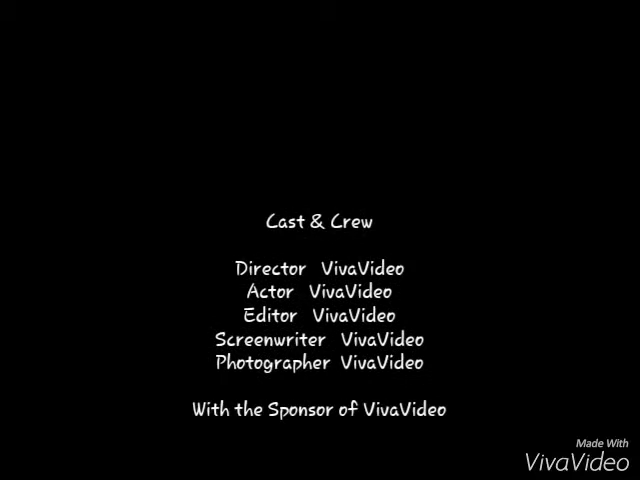 Cast & Crew
Director VivaVideo
Actor VivaVideo
Editor VivaVideo
Screenwriter VivaVideo
Photographer VivaVideo
With the Sponsor of VivaVideo
Made With
VivaVideo